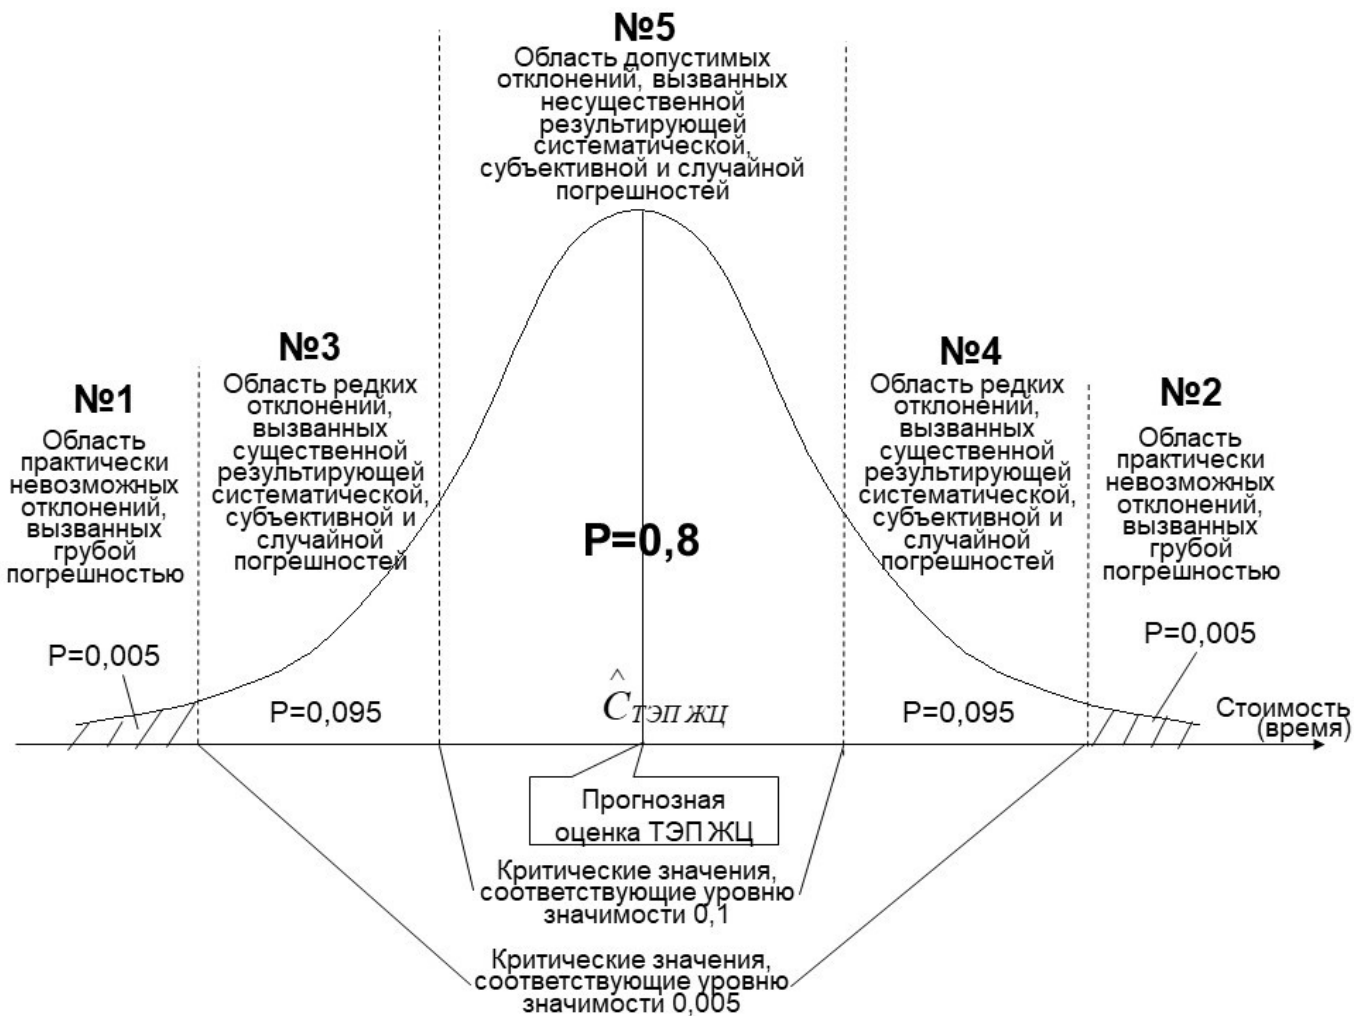 №5
Область допустимых
отклонений, вызванных
несущественной
результирующей
систематической,
субъективной и случайной
погрешностей
№3
Область редких
отклонений,
вызванных
существенной
результирующей
систематической,
субъективной и
случайной
погрешностей
№4
Область редких
отклонений,
вызванных
существенной
результирующей
систематической,
субъективной и
случайной
погрешностей
№1
Область
практически
невозможных
отклонений,
вызванных
грубой
погрешностью
№2
Область
практически
невозможных
отклонений,
вызванных
грубой
погрешностью
P=0,8
P=0,005
P=0,005
P=0,095
Ĉ ТЭП ЖЦ
P=0,095
Стоимость
(время)
Прогнозная
оценка ТЭП ЖЦ
Критические значения,
соответствующие уровню
значимости 0,1
Критические значения,
соответствующие уровню
значимости 0,005